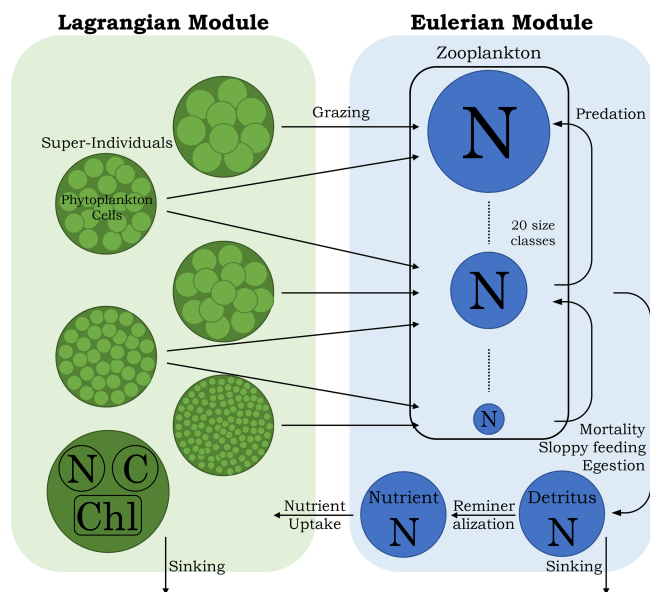 Lagrangian Module
Eulerian Module
Zooplankton
N
Grazing
Predation
Super-Individuals
Phytoplankton
Cells
20 size
classes
N
N
Mortality
Sloppy feeding
Egestion
N C
Chl
Nutrient
Uptake
Nutrient
N
Reminer
alization
Detritus
N
Sinking
Sinking